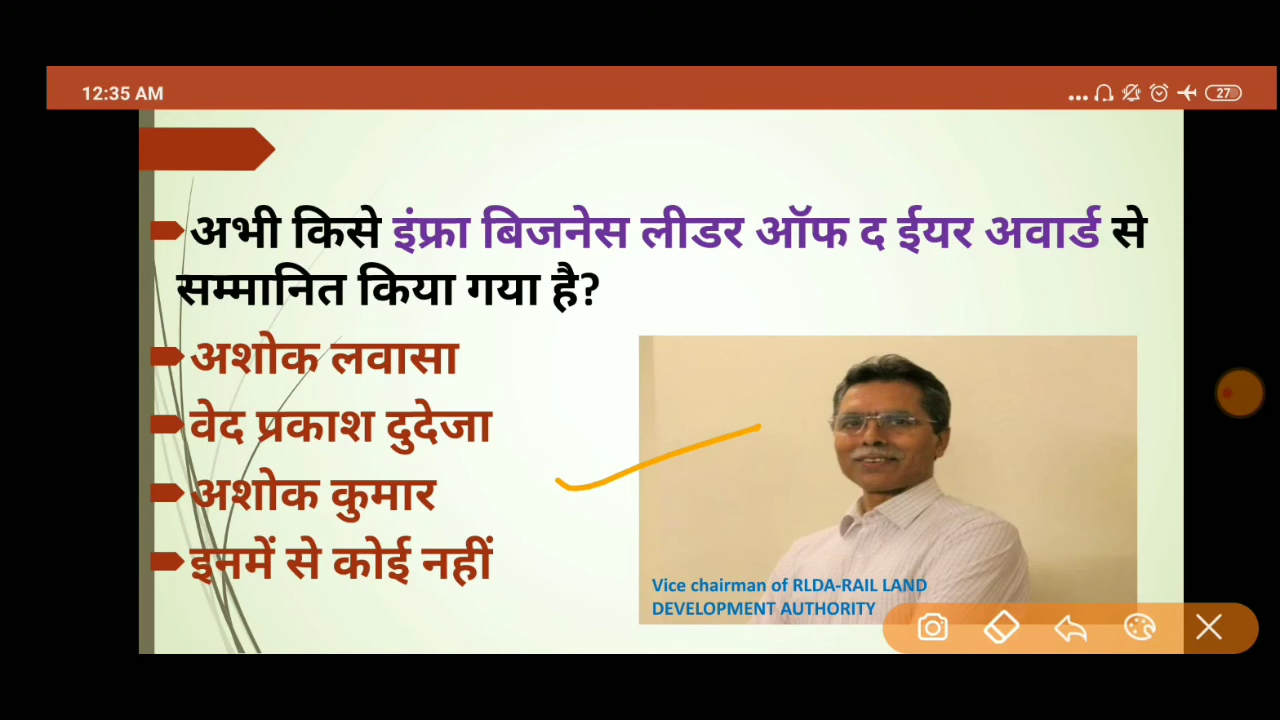 12:35 AM
27
अभी किसे इंफ्रा बिजनेस लीडर ऑफ द ईयर अवार्ड से
सम्मानित किया गया है?
अशोक लवासा
वेद प्रकाश दुदेजा
अशोक कुमार
इनमें से कोई नहीं
Vice chairman of RLDA-RAIL LAND
DEVELOPMENT AUTHORITY